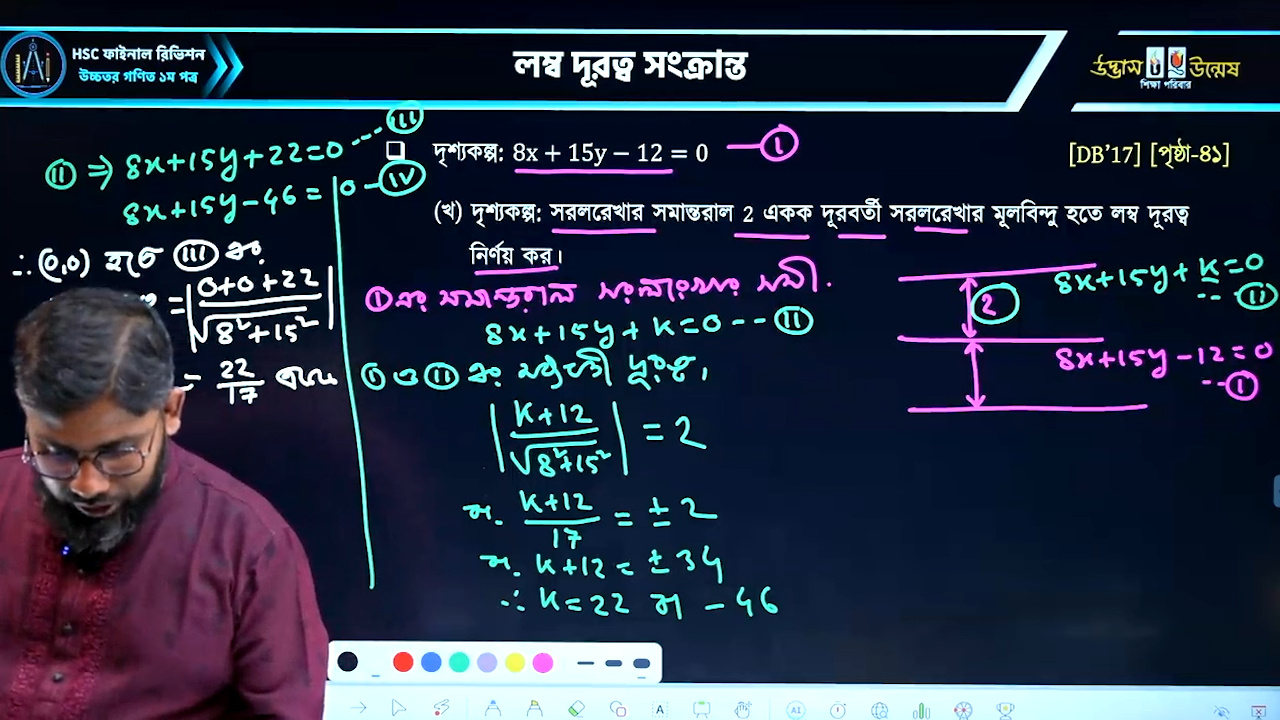 HSC ফাইনাল রিভিশন
উচ্চতর গণিত ১ম পত্র
লম্ব দূরত্ব সংক্রান্ত
উদ্ভাস উন্মেষ
শিক্ষা পরিবার
দৃশ্যকল্প: 8x + 15y − 12 = 0 — I
[DB'17] [পৃষ্ঠা-৪১]
(খ) দৃশ্যকল্প: সরলরেখার সমান্তরাল 2 একক দূরবর্তী সরলরেখার মূলবিন্দু হতে লম্ব দূরত্ব
নির্ণয় কর।
I এর সমান্তরাল সরলরেখার সমী.
8x+15y+k=0 -- II
I ও II এর মধ্যবর্তী দূরত্ব,
|k+12 / √8²+15²| = 2
বা, k+12 / 17 = ± 2
বা, k+12 = ± 34
∴ k=22 বা −46
II ⇒ 8x+15y+22=0 --- III
8x+15y−46=0 – IV
∴ (0,0) হতে III এর
= |0+0+22 / √8²+15²|
= 22/17 একক
8x+15y+k=0
-- II
2
8x+15y−12=0
-- I
A
AI